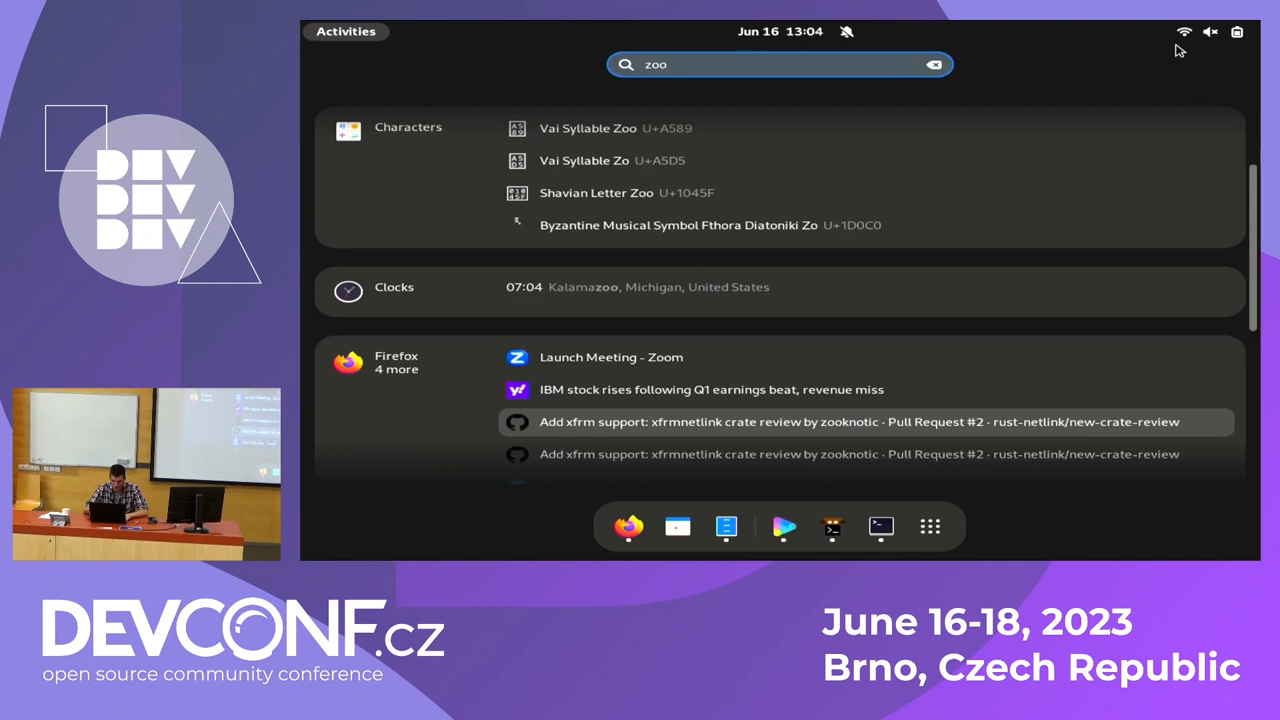 Activities
Jun 16 13:04
zoo
Characters
Vai Syllable Zoo U+A589
Vai Syllable Zo U+A5D5
Shavian Letter Zoo U+1045F
Byzantine Musical Symbol Fthora Diatoniki Zo U+1D0C0
Clocks
07:04 Kalamazoo, Michigan, United States
Firefox
4 more
Launch Meeting - Zoom
IBM stock rises following Q1 earnings beat, revenue miss
Add xfrm support: xfrmnetlink crate review by zooknotic · Pull Request #2 · rust-netlink/new-crate-review
Add xfrm support: xfrmnetlink crate review by zooknotic · Pull Request #2 · rust-netlink/new-crate-review
DEV
DEV
DEV
DEVCONF.CZ
open source community conference
June 16-18, 2023
Brno, Czech Republic